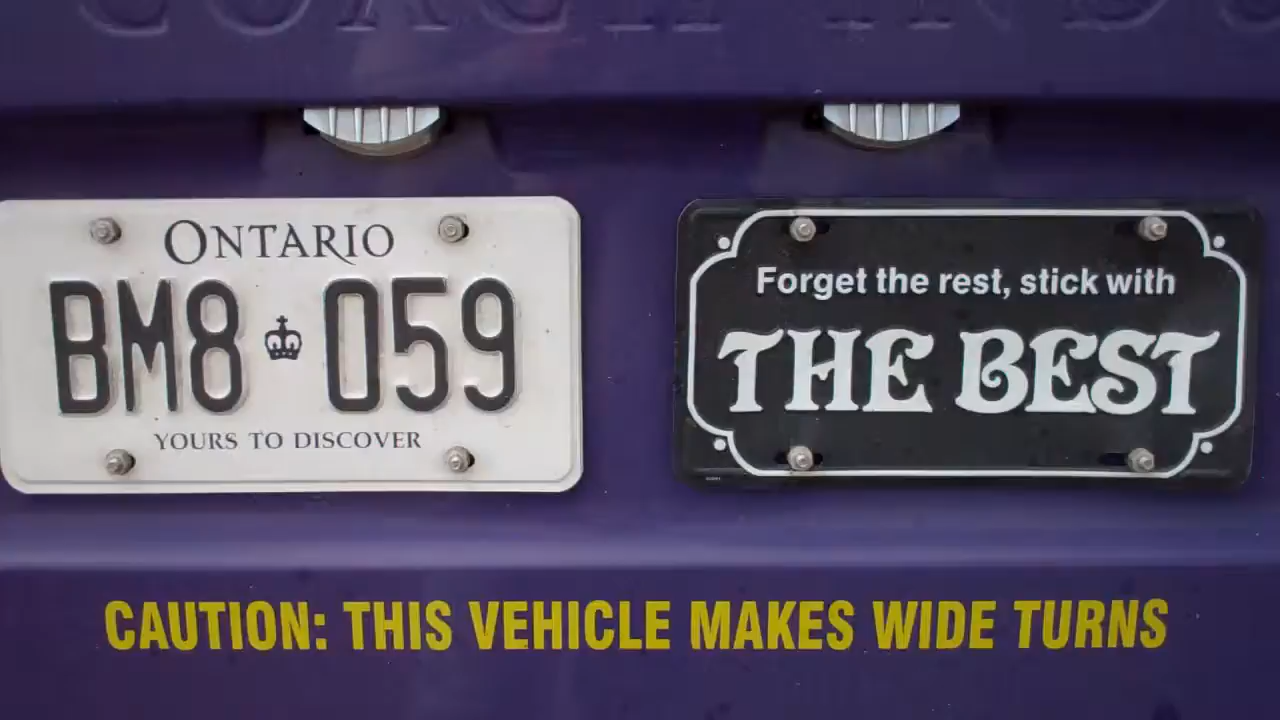 ONTARIO
BM8 059
YOURS TO DISCOVER
Forget the rest, stick with
THE BEST
CAUTION: THIS VEHICLE MAKES WIDE TURNS